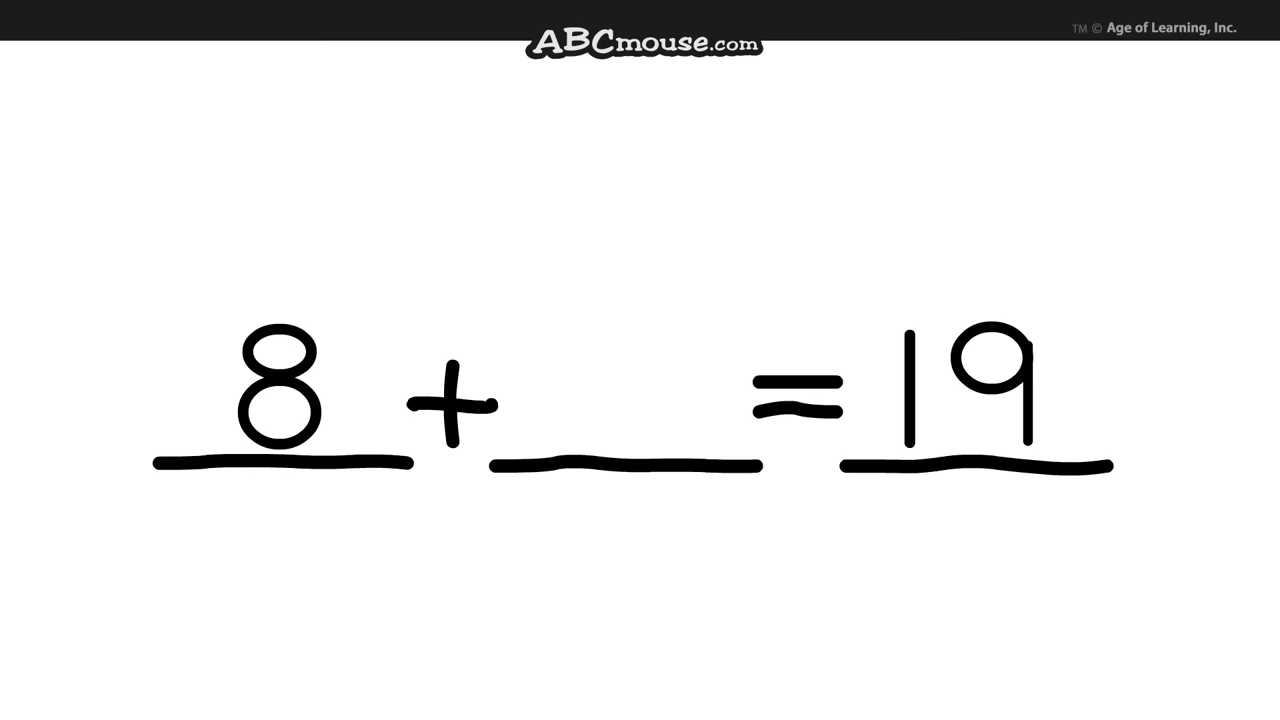 ABCmouse.com
TM © Age of Learning, Inc.
8 + ___ = 19